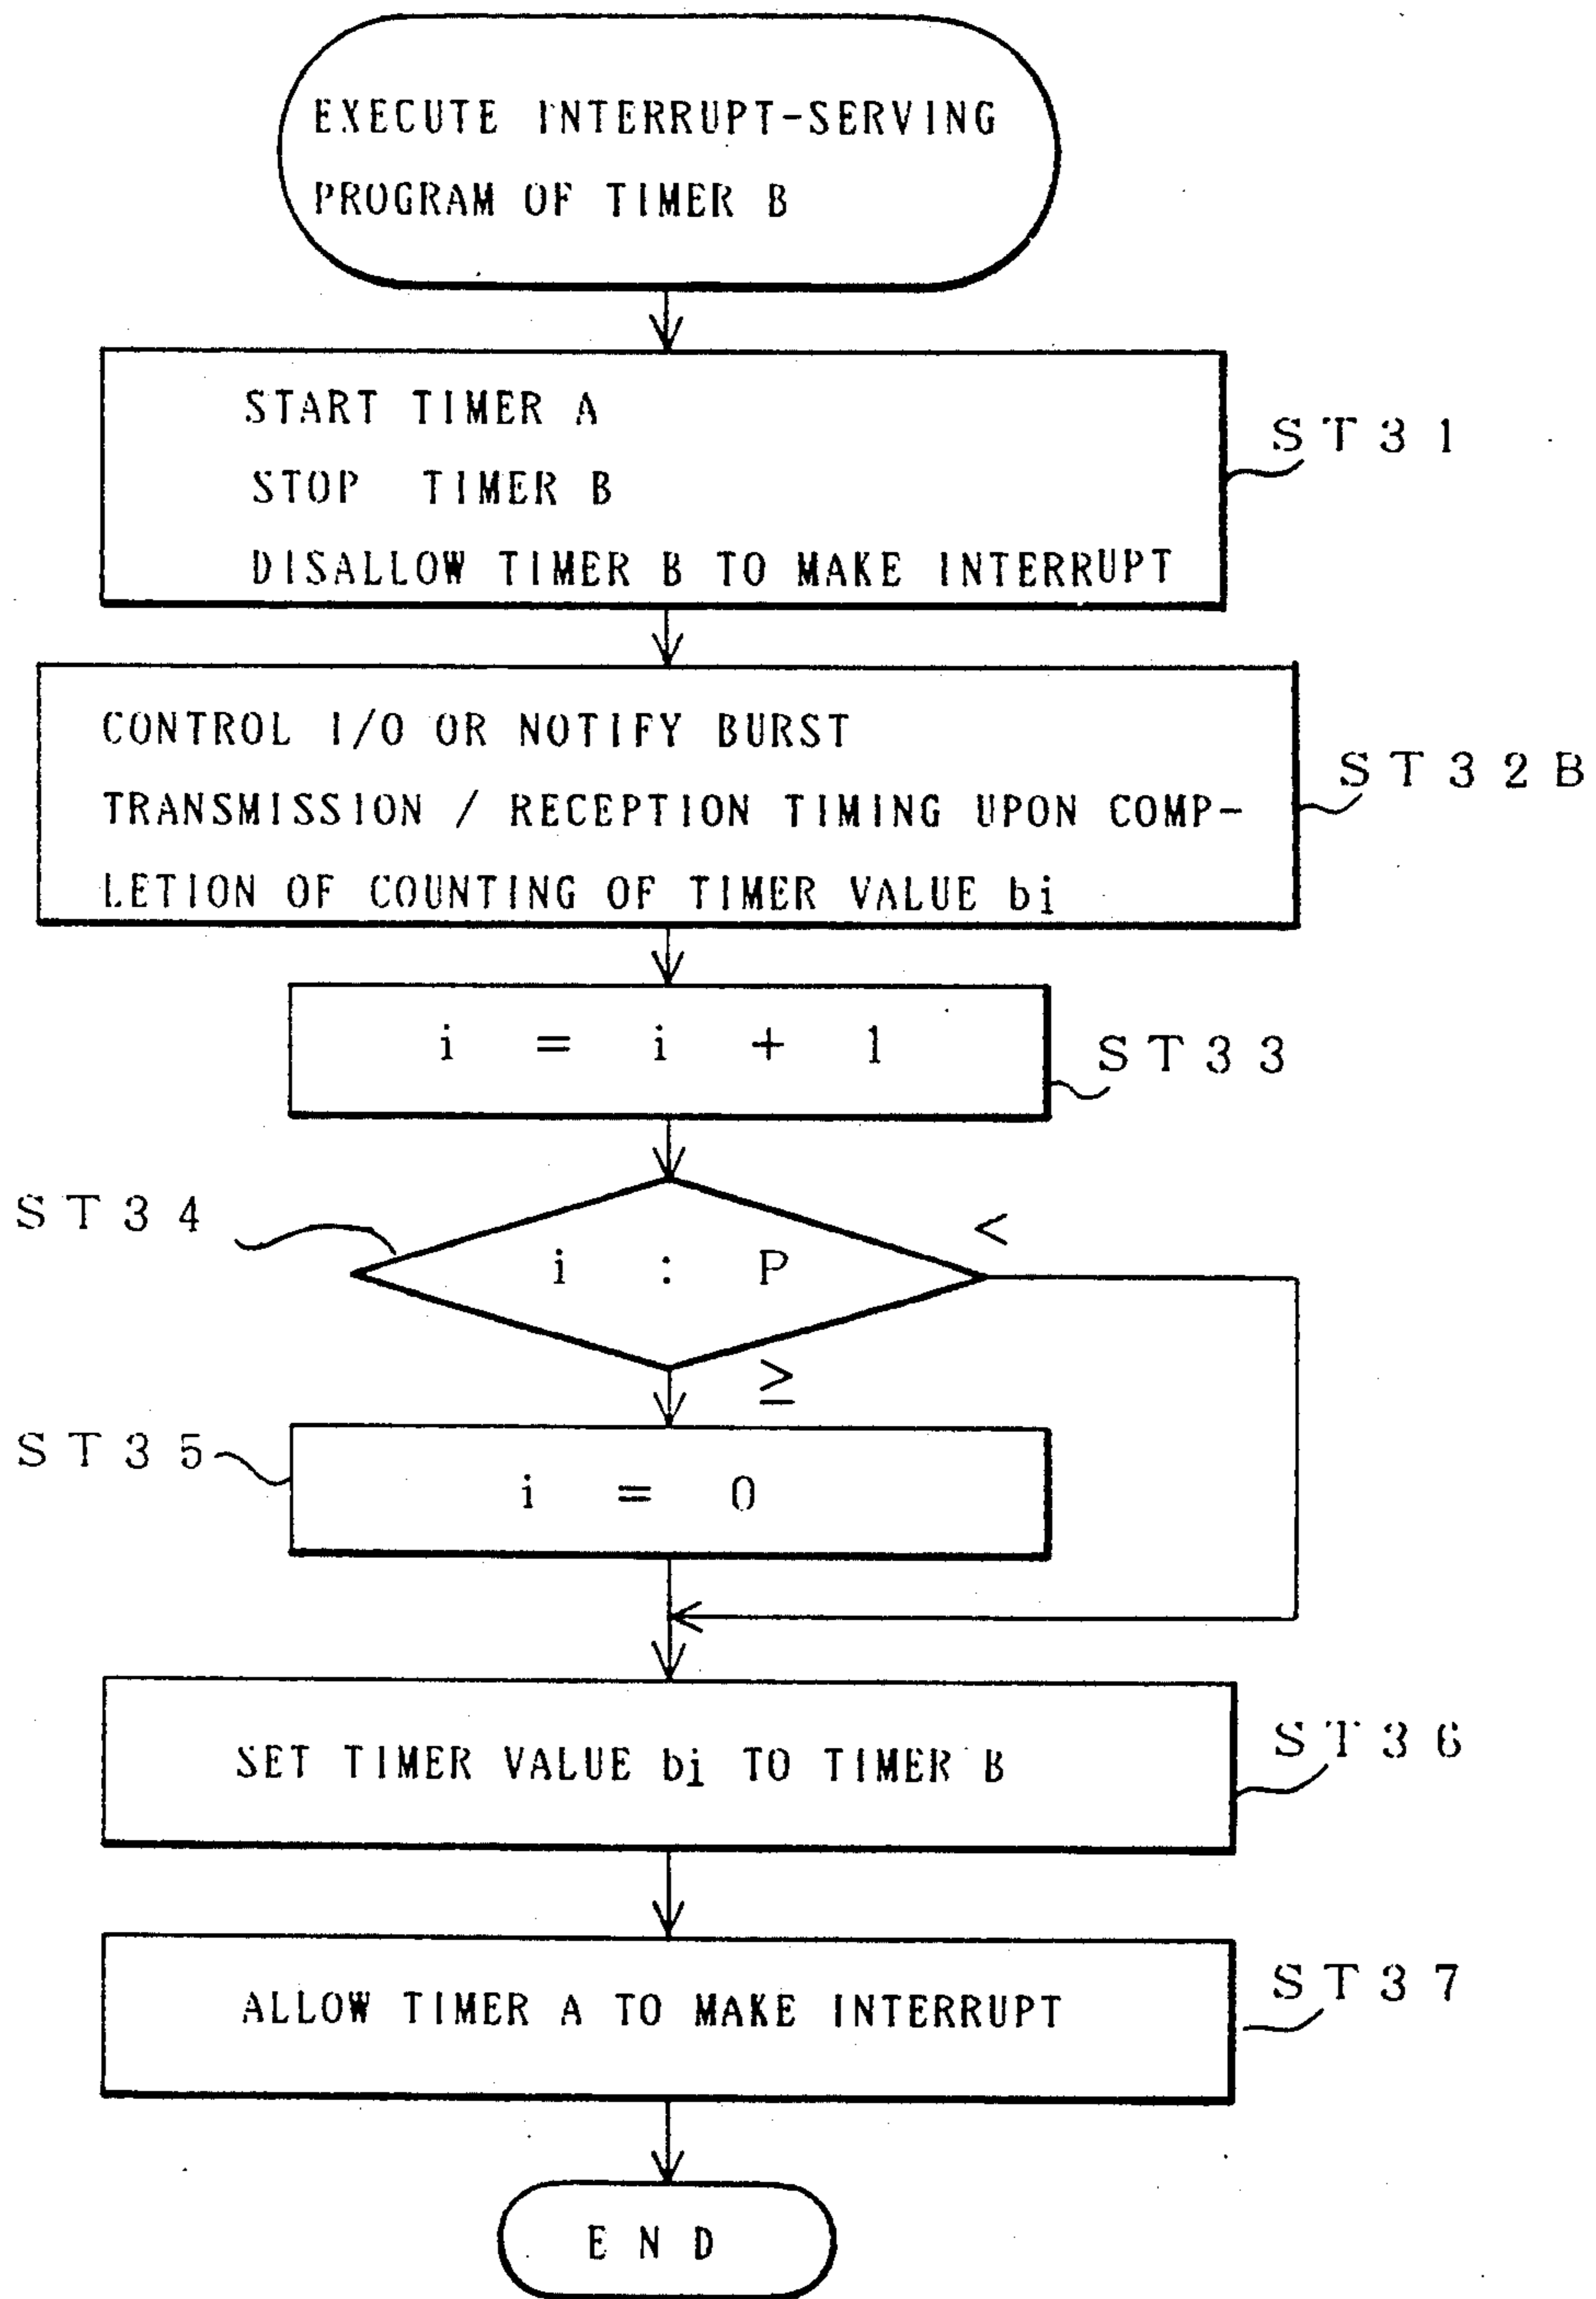 EXECUTE INTERRUPT-SERVING
PROGRAM OF TIMER B
START TIMER A
STOP TIMER B
DISALLOW TIMER B TO MAKE INTERRUPT
ST31
CONTROL I/O OR NOTIFY BURST
TRANSMISSION / RECEPTION TIMING UPON COMP-
LETION OF COUNTING OF TIMER VALUE bi
ST32B
i = i + 1
ST33
ST34
i : P
<
≥
ST35
i = 0
SET TIMER VALUE bi TO TIMER B
ST36
ALLOW TIMER A TO MAKE INTERRUPT
ST37
END